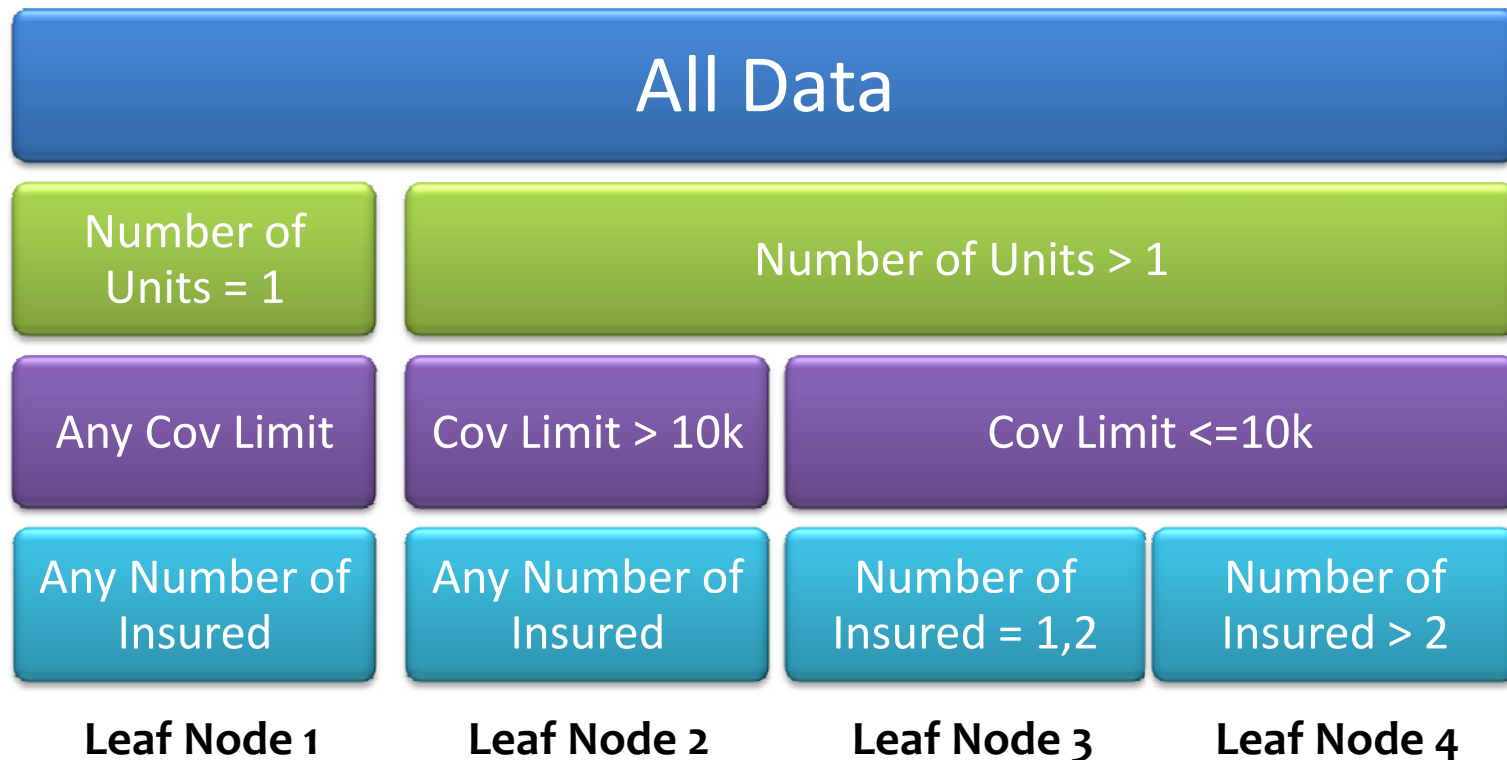 All Data
Number of
Units = 1
Number of Units > 1
Any Cov Limit
Cov Limit > 10k
Cov Limit <=10k
Any Number of
Insured
Any Number of
Insured
Number of
Insured = 1,2
Number of
Insured > 2
Leaf Node 1
Leaf Node 2
Leaf Node 3
Leaf Node 4